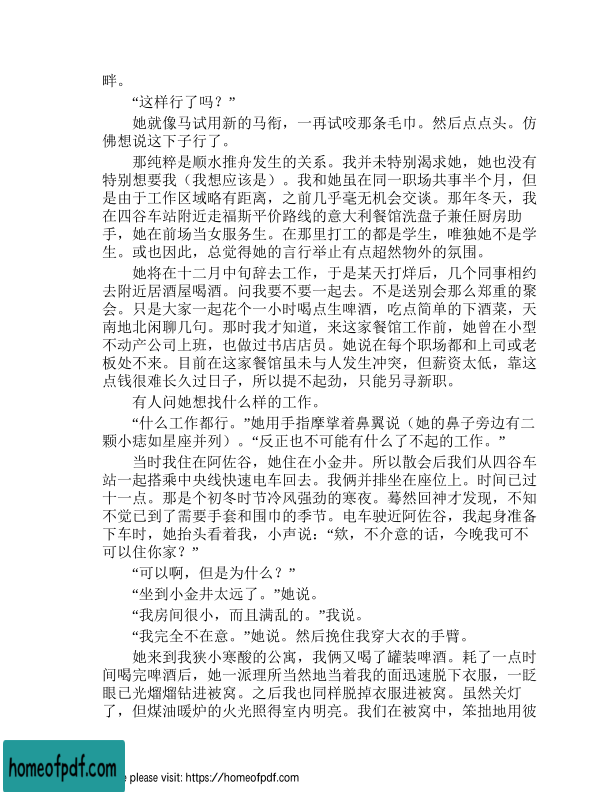 畔。
“这样行了吗？”
她就像马试用新的马衔，一再试咬那条毛巾。然后点点头。仿
佛想说这下子行了。
那纯粹是顺水推舟发生的关系。我并未特别渴求她，她也没有
特别想要我（我想应该是）。我和她虽在同一职场共事半个月，但
是由于工作区域略有距离，之前几乎毫无机会交谈。那年冬天，我
在四谷车站附近走福斯平价路线的意大利餐馆洗盘子兼任厨房助
手，她在前场当女服务生。在那里打工的都是学生，唯独她不是学
生。或也因此，总觉得她的言行举止有点超然物外的氛围。
她将在十二月中旬辞去工作，于是某天打烊后，几个同事相约
去附近居酒屋喝酒。问我要不要一起去。不是送别会那么郑重的聚
会。只是大家一起花个一小时喝点生啤酒，吃点简单的下酒菜，天
南地北闲聊几句。那时我才知道，来这家餐馆工作前，她曾在小型
不动产公司上班，也做过书店店员。她说在每个职场都和上司或老
板处不来。目前在这家餐馆虽未与人发生冲突，但薪资太低，靠这
点钱很难长久过日子，所以提不起劲，只能另寻新职。
有人问她想找什么样的工作。
“什么工作都行。”她用手指摩挲着鼻翼说（她的鼻子旁边有二
颗小痣如星座并列）。“反正也不可能有什么了不起的工作。”
当时我住在阿佐谷，她住在小金井。所以散会后我们从四谷车
站一起搭乘中央线快速电车回去。我俩并排坐在座位上。时间已过
十一点。那是个初冬时节冷风强劲的寒夜。蓦然回神才发现，不知
不觉已到了需要手套和围巾的季节。电车驶近阿佐谷，我起身准备
下车时，她抬头看着我，小声说：“欸，不介意的话，今晚我可不
可以住你家？”
“可以啊，但是为什么？”
“坐到小金井太远了。”她说。
“我房间很小，而且满乱的。”我说。
“我完全不在意。”她说。然后挽住我穿大衣的手臂。
她来到我狭小寒酸的公寓，我俩又喝了罐装啤酒。耗了一点时
间喝完啤酒后，她一派理所当然地当着我的面迅速脱下衣服，一眨
眼已光熘熘钻进被窝。之后我也同样脱掉衣服进被窝。虽然关灯
了，但煤油暖炉的火光照得室内明亮。我们在被窝中，笨拙地用彼
homeofpdf.com
e please visit: https://homeofpdf.com